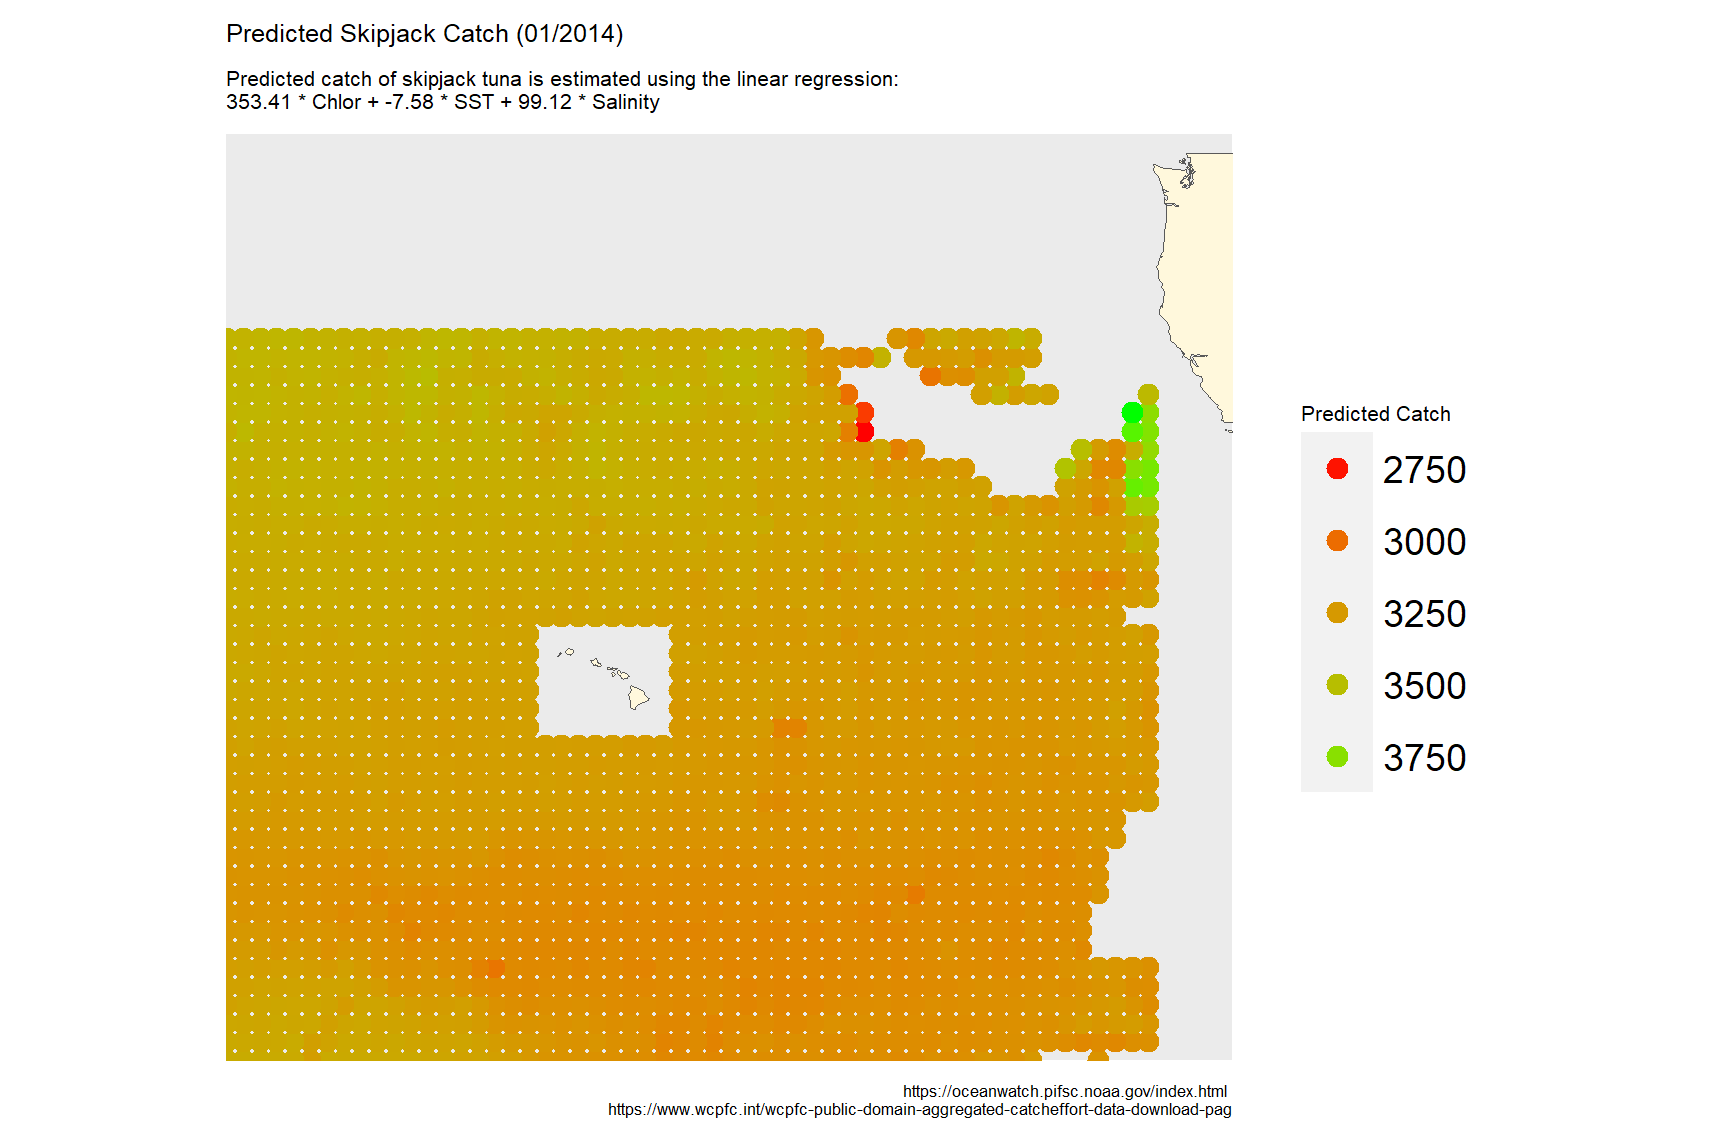 Predicted Skipjack Catch (01/2014)
Predicted catch of skipjack tuna is estimated using the linear regression:
353.41 * Chlor + -7.58 * SST + 99.12 * Salinity
Predicted Catch
2750
3000
3250
3500
3750
https://oceanwatch.pifsc.noaa.gov/index.html
https://www.wcpfc.int/wcpfc-public-domain-aggregated-catcheffort-data-download-pag